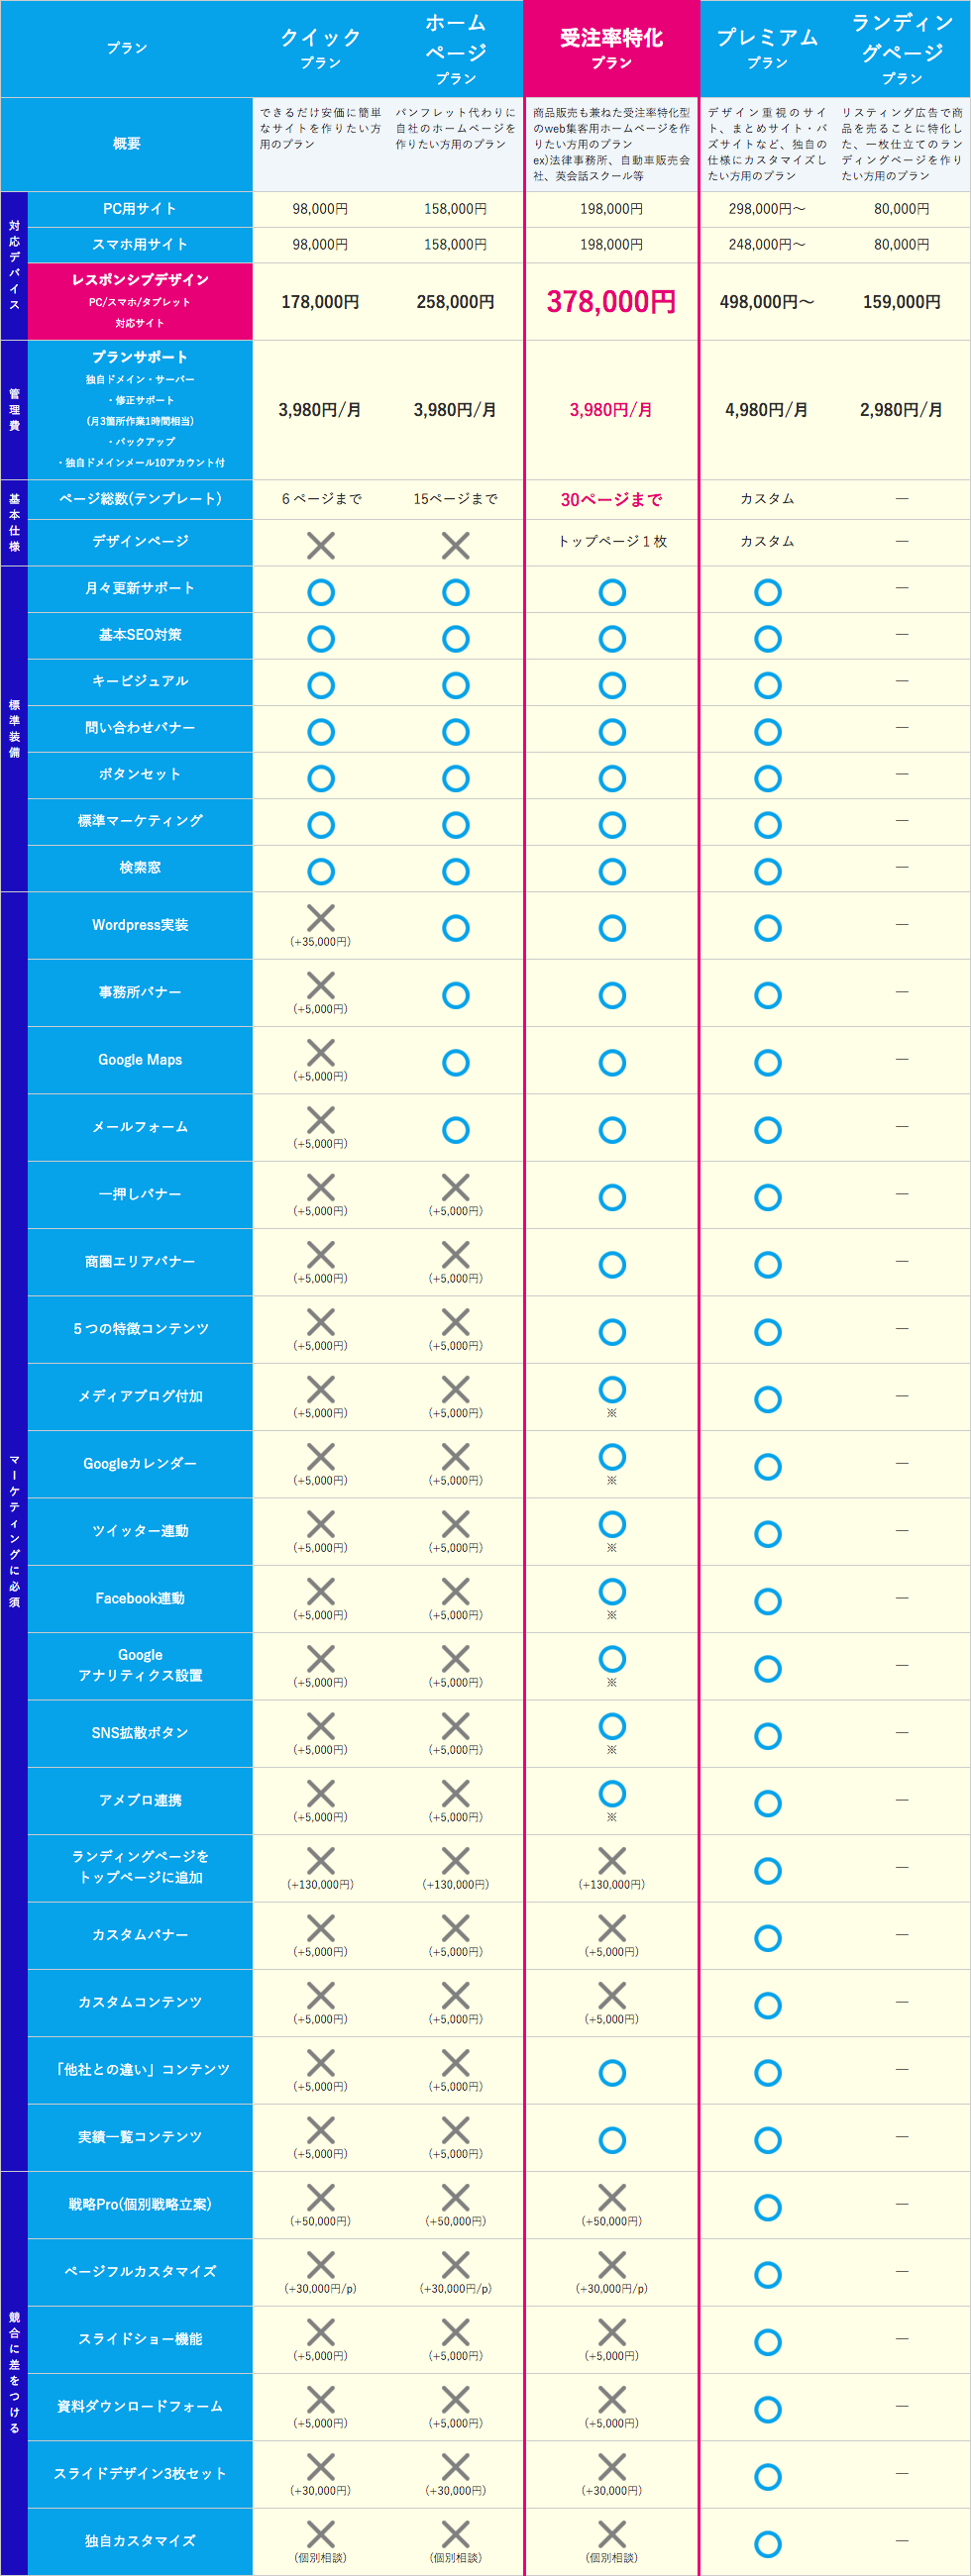 プラン
クイック
プラン
ホーム
ページ
プラン
受注率特化
プラン
プレミアム
プラン
ランディン
グページ
プラン
概要
できるだけ安価に簡単
なサイトを作りたい方
用のプラン
パンフレット代わりに
自社のホームページを
作りたい方用のプラン
商品販売も兼ねた受注率特化型
のweb集客用ホームページを作
りたい方用のプラン
ex)法律事務所、自動車販売会
社、英会話スクール等
デザイン重視のサイ
ト、まとめサイト・バ
ズサイトなど、独自の
仕様にカスタマイズし
たい方用のプラン
リスティング広告で商
品を売ることに特化し
た、一枚仕立てのラン
ディングページを作り
たい方用のプラン
対応デバイス
PC用サイト 98,000円 158,000円 198,000円 298,000円〜 80,000円
スマホ用サイト 98,000円 158,000円 198,000円 248,000円〜 80,000円
レスポンシブデザイン
PC/スマホ/タブレット
対応サイト
178,000円 258,000円 378,000円 498,000円〜 159,000円
管理費
プランサポート
独自ドメイン・サーバー
・修正サポート
(月3箇所作業1時間相当)
・バックアップ
・独自ドメインメール10アカウント付
3,980円/月 3,980円/月 3,980円/月 4,980円/月 2,980円/月
基本仕様
ページ総数(テンプレート) 6ページまで 15ページまで 30ページまで カスタム —
デザインページ トップページ1枚 カスタム —
標準装備
月々更新サポート —
基本SEO対策 —
キービジュアル —
問い合わせバナー —
ボタンセット —
標準マーケティング —
検索窓 —
マーケティングに必須
Wordpress実装 (+35,000円) —
事務所バナー (+5,000円) —
Google Maps (+5,000円) —
メールフォーム (+5,000円) —
一押しバナー (+5,000円) (+5,000円) —
商圏エリアバナー (+5,000円) (+5,000円) —
5つの特徴コンテンツ (+5,000円) (+5,000円) —
メディアブログ付加 (+5,000円) (+5,000円) ※ —
Googleカレンダー (+5,000円) (+5,000円) ※ —
ツイッター連動 (+5,000円) (+5,000円) ※ —
Facebook連動 (+5,000円) (+5,000円) ※ —
Google
アナリティクス設置 (+5,000円) (+5,000円) ※ —
SNS拡散ボタン (+5,000円) (+5,000円) ※ —
アメブロ連携 (+5,000円) (+5,000円) ※ —
ランディングページを
トップページに追加 (+130,000円) (+130,000円) (+130,000円) —
カスタムバナー (+5,000円) (+5,000円) (+5,000円) —
カスタムコンテンツ (+5,000円) (+5,000円) (+5,000円) —
「他社との違い」コンテンツ (+5,000円) (+5,000円) —
実績一覧コンテンツ (+5,000円) (+5,000円) —
競合に差をつける
戦略Pro(個別戦略立案) (+50,000円) (+50,000円) (+50,000円) —
ページフルカスタマイズ (+30,000円/p) (+30,000円/p) (+30,000円/p) —
スライドショー機能 (+5,000円) (+5,000円) (+5,000円) —
資料ダウンロードフォーム (+5,000円) (+5,000円) (+5,000円) —
スライドデザイン3枚セット (+30,000円) (+30,000円) (+30,000円) —
独自カスタマイズ (個別相談) (個別相談) (個別相談) —